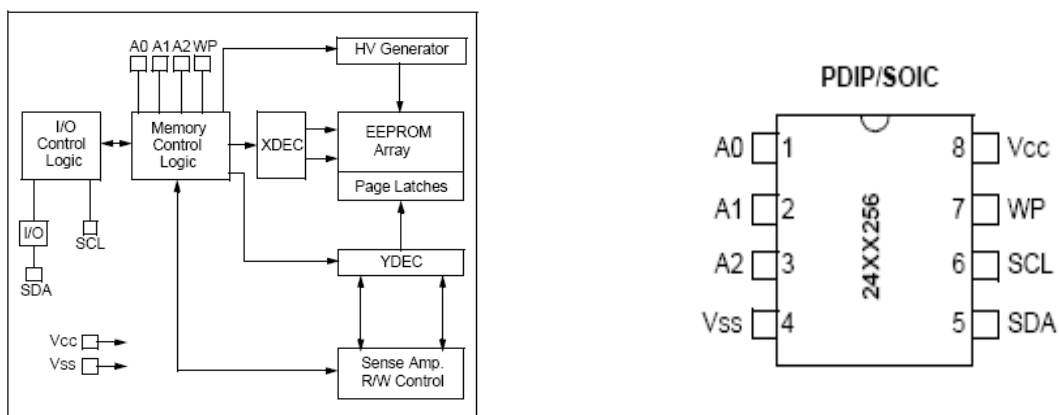 A0 A1 A2 WP
HV Generator
I/O
Control
Logic
Memory
Control
Logic
XDEC
EEPROM
Array
Page Latches
I/O
SCL
SDA
YDEC
Vcc
Vss
Sense Amp.
R/W Control
PDIP/SOIC
A0 1 8 Vcc
A1 2 7 WP
A2 3 6 SCL
Vss 4 5 SDA
24XX256